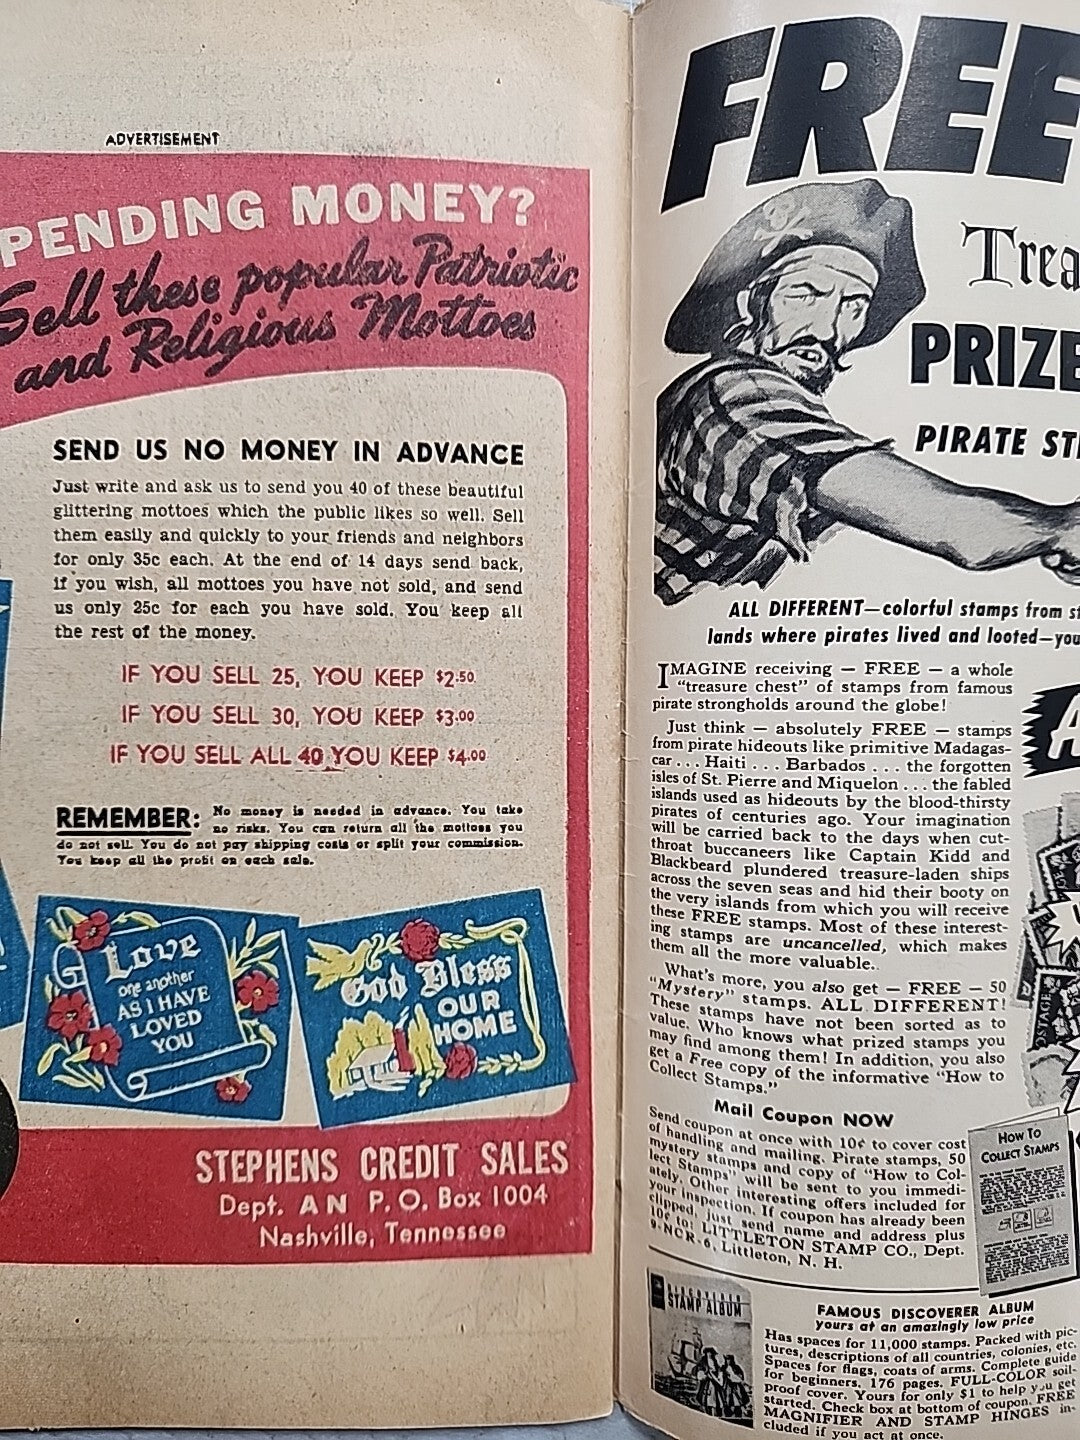 ADVERTISEMENT
PENDING MONEY?
Sell these popular Patriotic
and Religious Mottoes
SEND US NO MONEY IN ADVANCE
Just write and ask us to send you 40 of these beautiful
glittering mottoes which the public likes so well. Sell
them easily and quickly to your friends and neighbors
for only 35c each. At the end of 14 days send back,
if you wish, all mottoes you have not sold, and send
us only 25c for each you have sold. You keep all
the rest of the money.
IF YOU SELL 25, YOU KEEP $2.50.
IF YOU SELL 30, YOU KEEP $3.00.
IF YOU SELL ALL 40 YOU KEEP $4.00
REMEMBER: No money is needed in advance. You take
no risks. You can return all the mottoes you
do not sell. You do not pay shipping costs or split your commission.
You keep all the profit on each sale.
Love
one another
AS I HAVE
LOVED
YOU
God Bless
OUR
HOME
STEPHENS CREDIT SALES
Dept. AN P. O. Box 1004
Nashville, Tennessee
FREE
Trea
PRIZE
PIRATE ST
ALL DIFFERENT—colorful stamps from st
lands where pirates lived and looted—you
IMAGINE receiving — FREE — a whole
"treasure chest" of stamps from famous
pirate strongholds around the globe!
Just think — absolutely FREE — stamps
from pirate hideouts like primitive Madagas-
car . . . Haiti . . . Barbados . . . the forgotten
isles of St. Pierre and Miquelon . . . the fabled
islands used as hideouts by the blood-thirsty
pirates of centuries ago. Your imagination
will be carried back to the days when cut-
throat buccaneers like Captain Kidd and
Blackbeard plundered treasure-laden ships
across the seven seas and hid their booty on
the very islands from which you will receive
these FREE stamps. Most of these interest-
ing stamps are uncancelled, which makes
them all the more valuable.
What's more, you also get — FREE — 50
"Mystery" stamps. ALL DIFFERENT!
These stamps have not been sorted as to
value. Who knows what prized stamps you
may find among them! In addition, you also
get a Free copy of the informative "How to
Collect Stamps."
Mail Coupon NOW
Send coupon at once with 10¢ to cover cost
of handling and mailing. Pirate stamps, 50
mystery stamps and copy of "How to Col-
lect Stamps" will be sent to you immedi-
ately. Other interesting offers included for
your inspection. If coupon has already been
clipped, just send name and address plus
10¢ to: LITTLETON STAMP CO., Dept.
9-NCR-6, Littleton, N. H.
How To
COLLECT STAMPS
DISCOVERER
STAMP ALBUM
FAMOUS DISCOVERER ALBUM
yours at an amazingly low price
Has spaces for 11,000 stamps. Packed with pic-
tures, descriptions of all countries, colonies, etc.
Spaces for flags, coats of arms. Complete guide
for beginners. 176 pages. FULL-COLOR soil-
proof cover. Yours for only $1 to help you get
started. Check box at bottom of coupon. FREE
MAGNIFIER AND STAMP HINGES in-
cluded if you act at once.